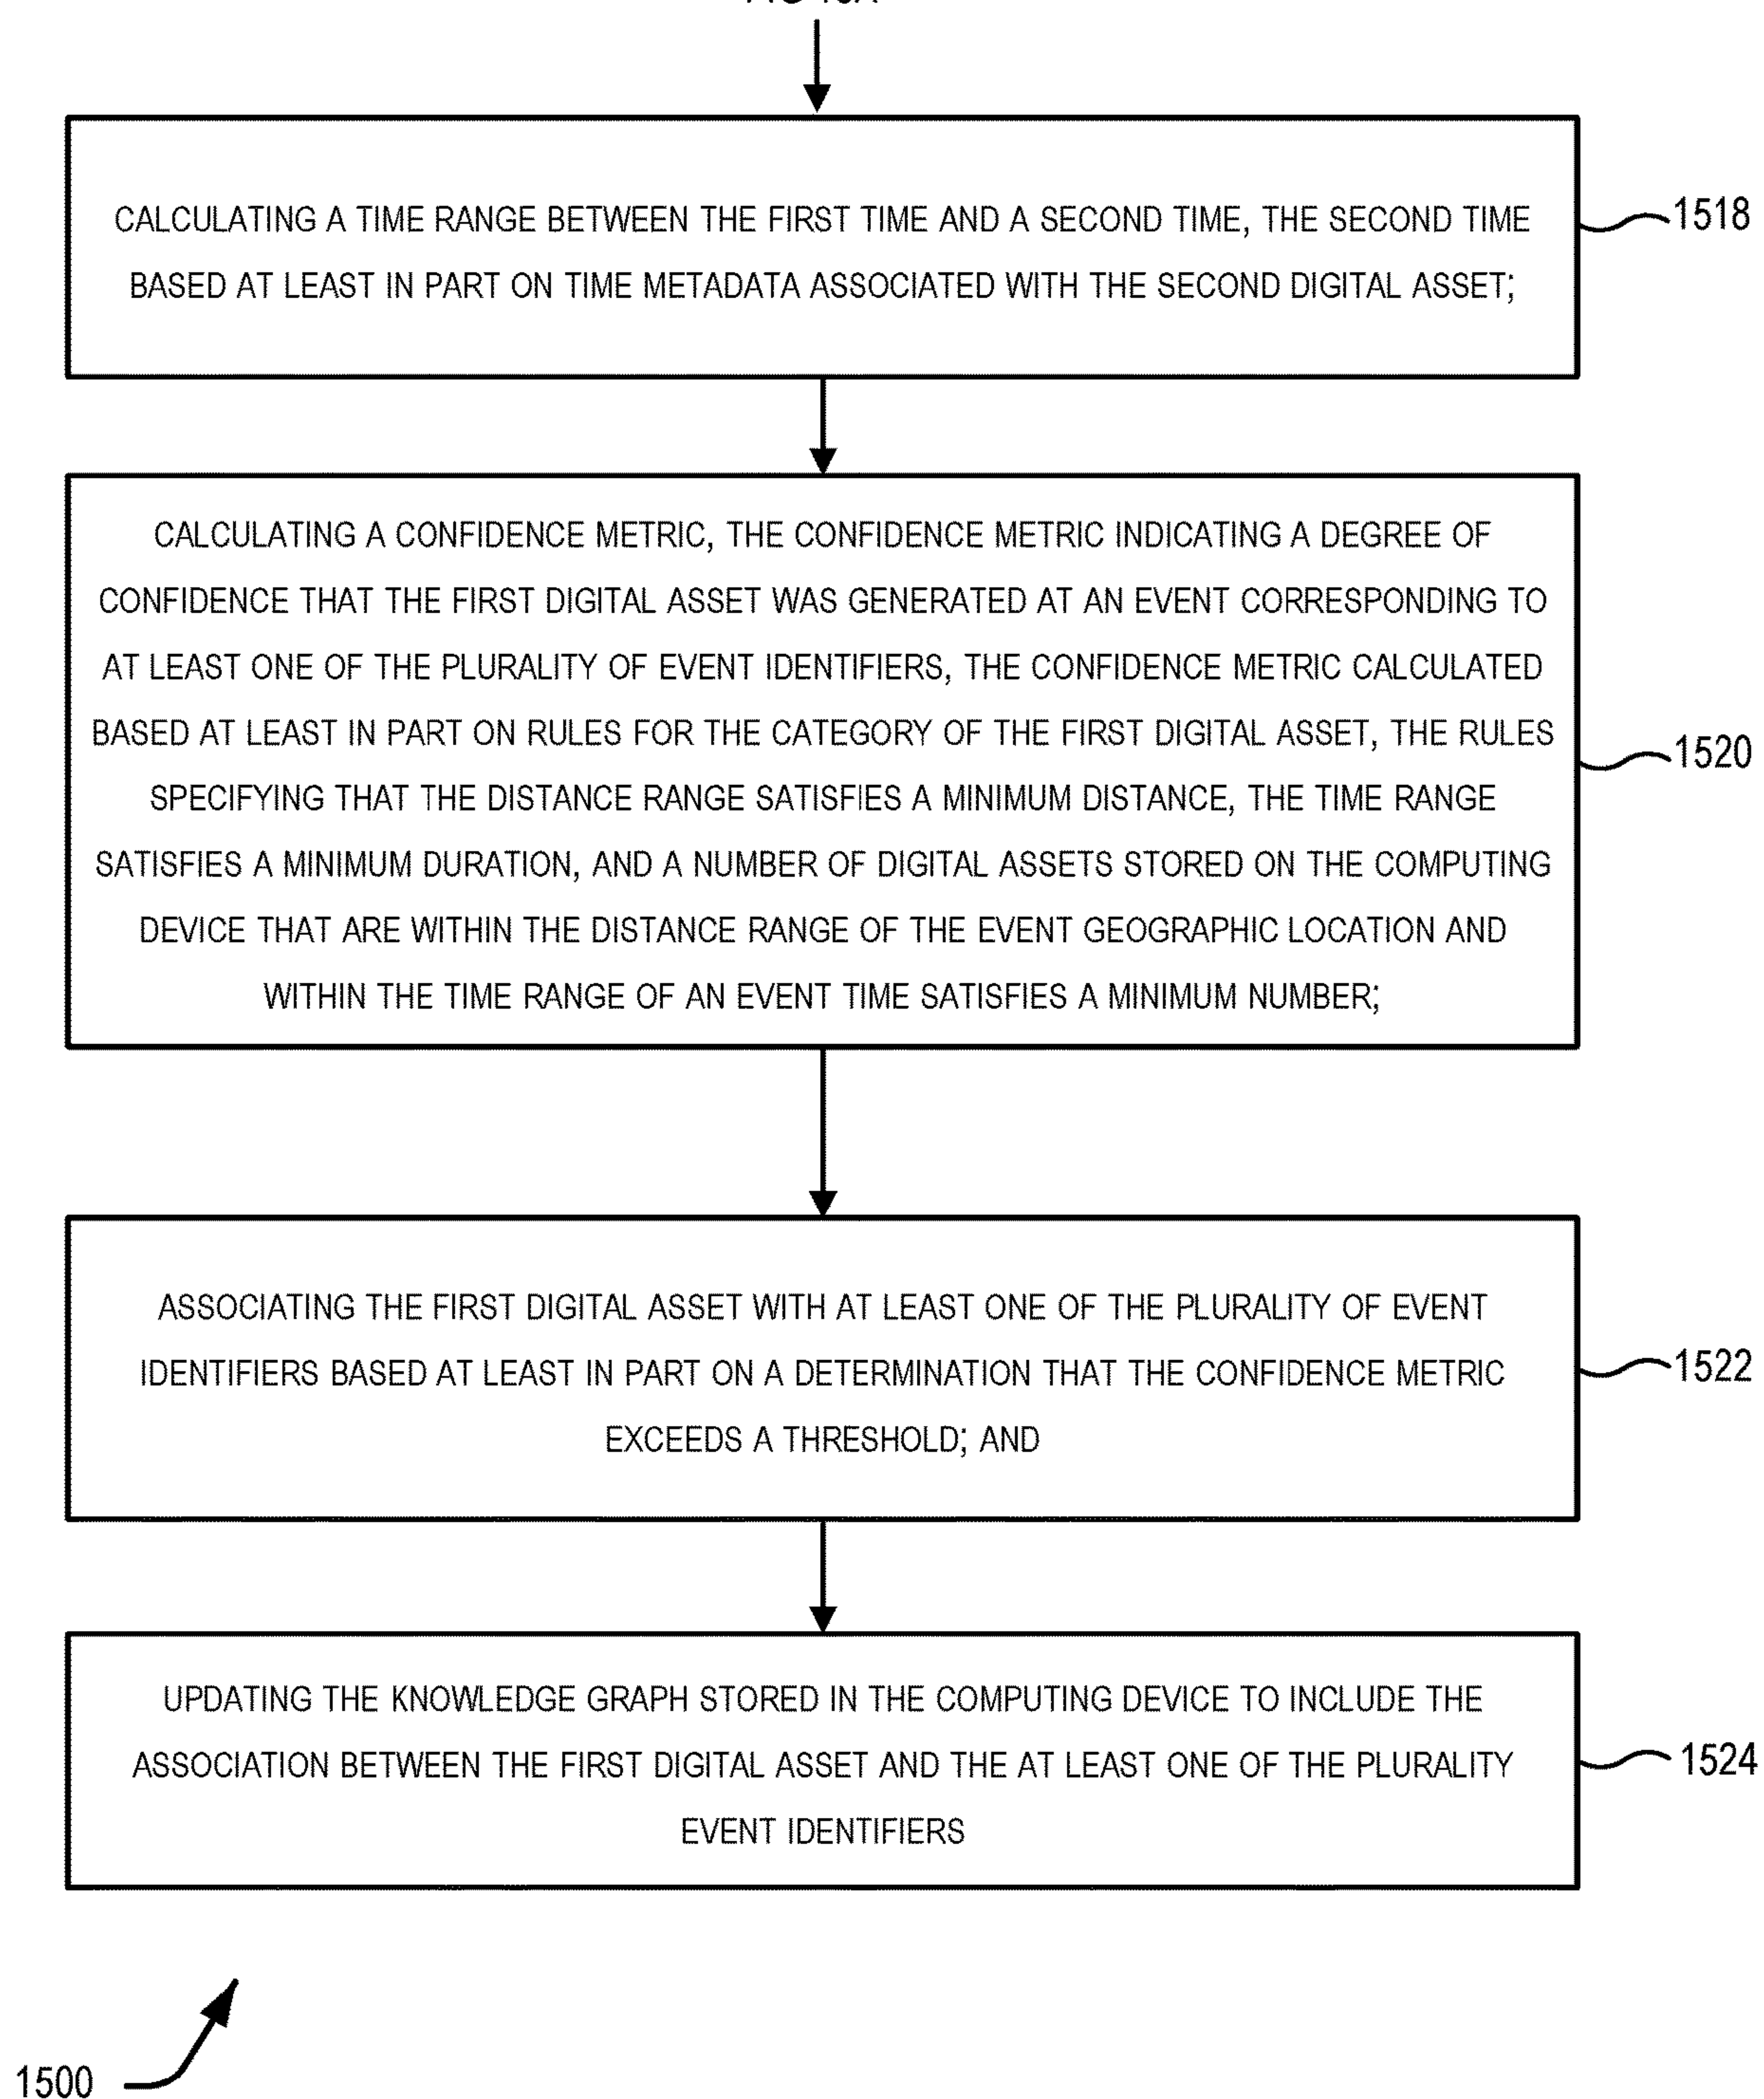 CALCULATING A TIME RANGE BETWEEN THE FIRST TIME AND A SECOND TIME, THE SECOND TIME
BASED AT LEAST IN PART ON TIME METADATA ASSOCIATED WITH THE SECOND DIGITAL ASSET;
1518
CALCULATING A CONFIDENCE METRIC, THE CONFIDENCE METRIC INDICATING A DEGREE OF
CONFIDENCE THAT THE FIRST DIGITAL ASSET WAS GENERATED AT AN EVENT CORRESPONDING TO
AT LEAST ONE OF THE PLURALITY OF EVENT IDENTIFIERS, THE CONFIDENCE METRIC CALCULATED
BASED AT LEAST IN PART ON RULES FOR THE CATEGORY OF THE FIRST DIGITAL ASSET, THE RULES
SPECIFYING THAT THE DISTANCE RANGE SATISFIES A MINIMUM DISTANCE, THE TIME RANGE
SATISFIES A MINIMUM DURATION, AND A NUMBER OF DIGITAL ASSETS STORED ON THE COMPUTING
DEVICE THAT ARE WITHIN THE DISTANCE RANGE OF THE EVENT GEOGRAPHIC LOCATION AND
WITHIN THE TIME RANGE OF AN EVENT TIME SATISFIES A MINIMUM NUMBER;
1520
ASSOCIATING THE FIRST DIGITAL ASSET WITH AT LEAST ONE OF THE PLURALITY OF EVENT
IDENTIFIERS BASED AT LEAST IN PART ON A DETERMINATION THAT THE CONFIDENCE METRIC
EXCEEDS A THRESHOLD; AND
1522
UPDATING THE KNOWLEDGE GRAPH STORED IN THE COMPUTING DEVICE TO INCLUDE THE
ASSOCIATION BETWEEN THE FIRST DIGITAL ASSET AND THE AT LEAST ONE OF THE PLURALITY
EVENT IDENTIFIERS
1524
1500